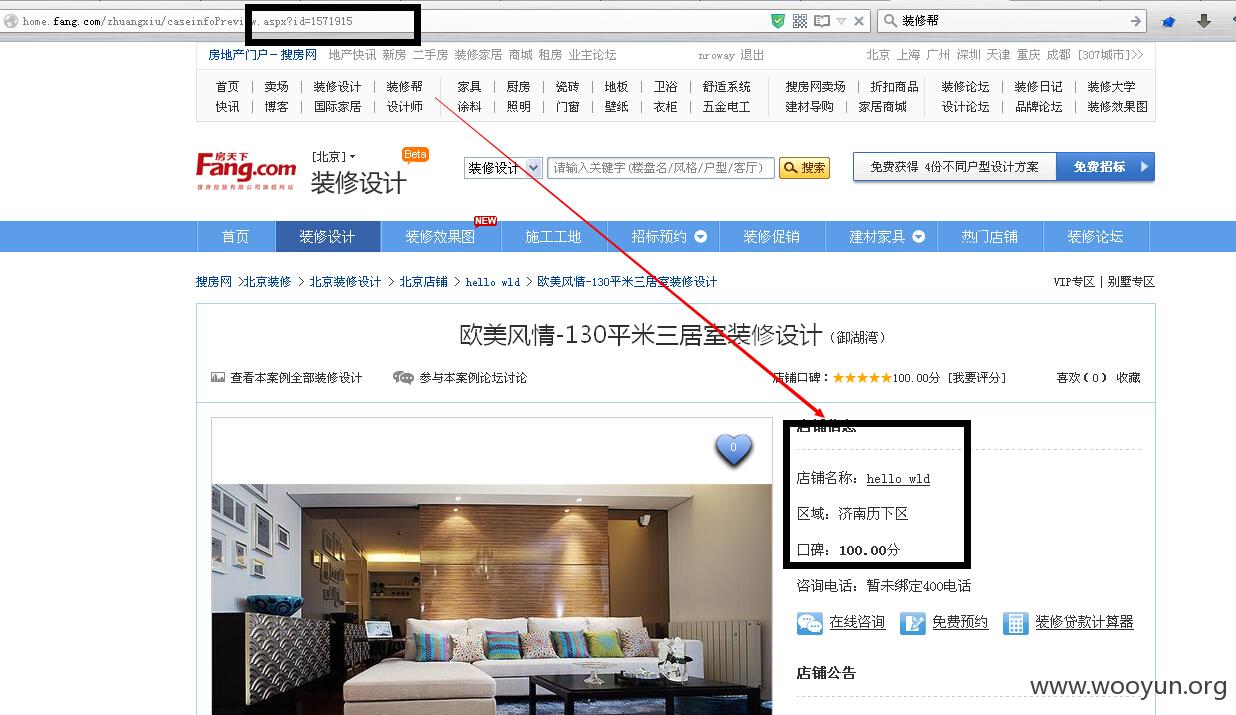 home.fang.com/zhuangxiu/caseinfoPreview.aspx?id=1571915
装修帮
房地产门户-搜房网 地产快讯 新房 二手房 装修家居 商城 租房 业主论坛 nroway 退出 北京 上海 广州 深圳 天津 重庆 成都 [307城市]>>
首页 | 卖场 | 装修设计 | 装修帮 家具 | 厨房 | 瓷砖 | 地板 | 卫浴 | 舒适系统 搜房网卖场 | 折扣商品 装修论坛 | 装修日记 | 装修大学
快讯 | 博客 | 国际家居 | 设计师 涂料 | 照明 | 门窗 | 壁纸 | 衣柜 | 五金电工 建材导购 | 家居商城 设计论坛 | 品牌论坛 | 装修效果图
房天下
Fang.com
搜房控股有限公司旗舰网站
[北京]
装修设计
Beta
装修设计 请输入关键字(楼盘名/风格/户型/客厅) 搜索
免费获得 4份不同户型设计方案 免费招标
NEW
首页 装修设计 装修效果图 施工工地 招标预约 装修促销 建材家具 热门店铺 装修论坛
搜房网 >北京装修 > 北京装修设计 > 北京店铺 > hello wld > 欧美风情-130平米三居室装修设计 VIP专区 | 别墅专区
欧美风情-130平米三居室装修设计（御湖湾）
查看本案例全部装修设计 参与本案例论坛讨论 店铺口碑：★★★★★100.00分 [我要评分] 喜欢(0) 收藏
0
店铺信息
店铺名称：hello wld
区域：济南历下区
口碑：100.00分
咨询电话：暂未绑定400电话
在线咨询 免费预约 装修贷款计算器
店铺公告
www.wooyun.org